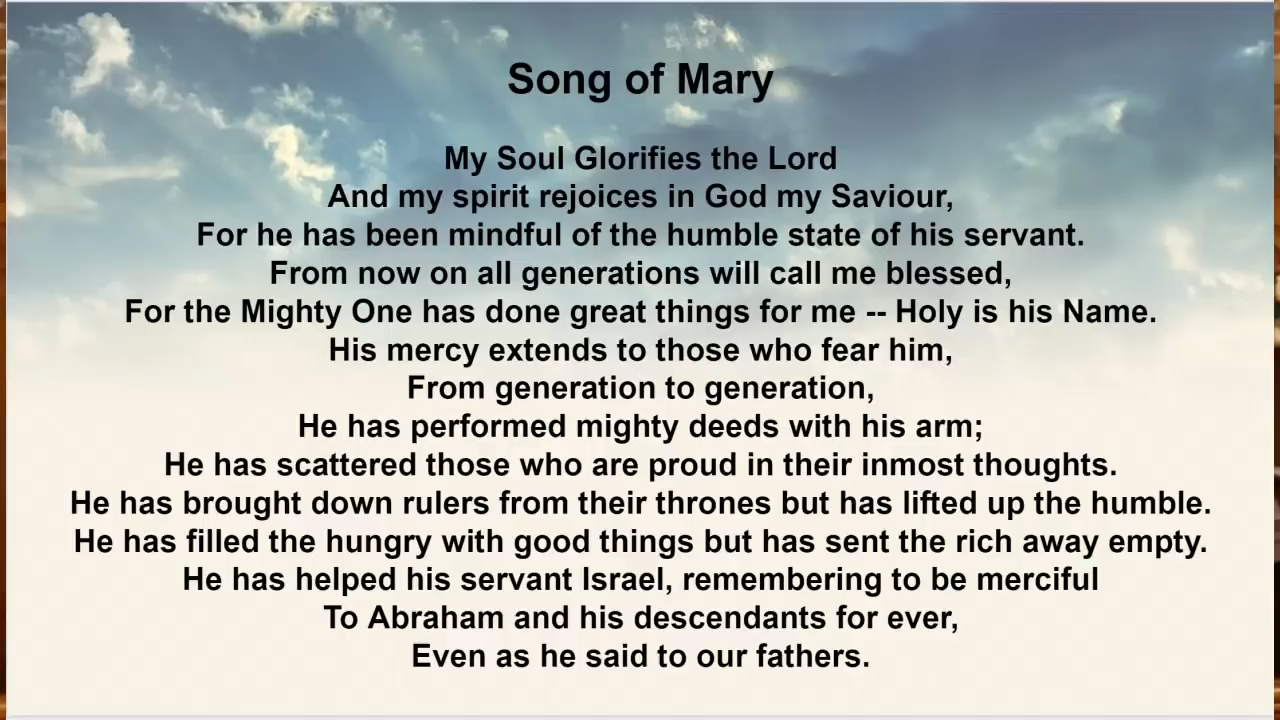 Song of Mary
My Soul Glorifies the Lord
And my spirit rejoices in God my Saviour,
For he has been mindful of the humble state of his servant.
From now on all generations will call me blessed,
For the Mighty One has done great things for me -- Holy is his Name.
His mercy extends to those who fear him,
From generation to generation,
He has performed mighty deeds with his arm;
He has scattered those who are proud in their inmost thoughts.
He has brought down rulers from their thrones but has lifted up the humble.
He has filled the hungry with good things but has sent the rich away empty.
He has helped his servant Israel, remembering to be merciful
To Abraham and his descendants for ever,
Even as he said to our fathers.